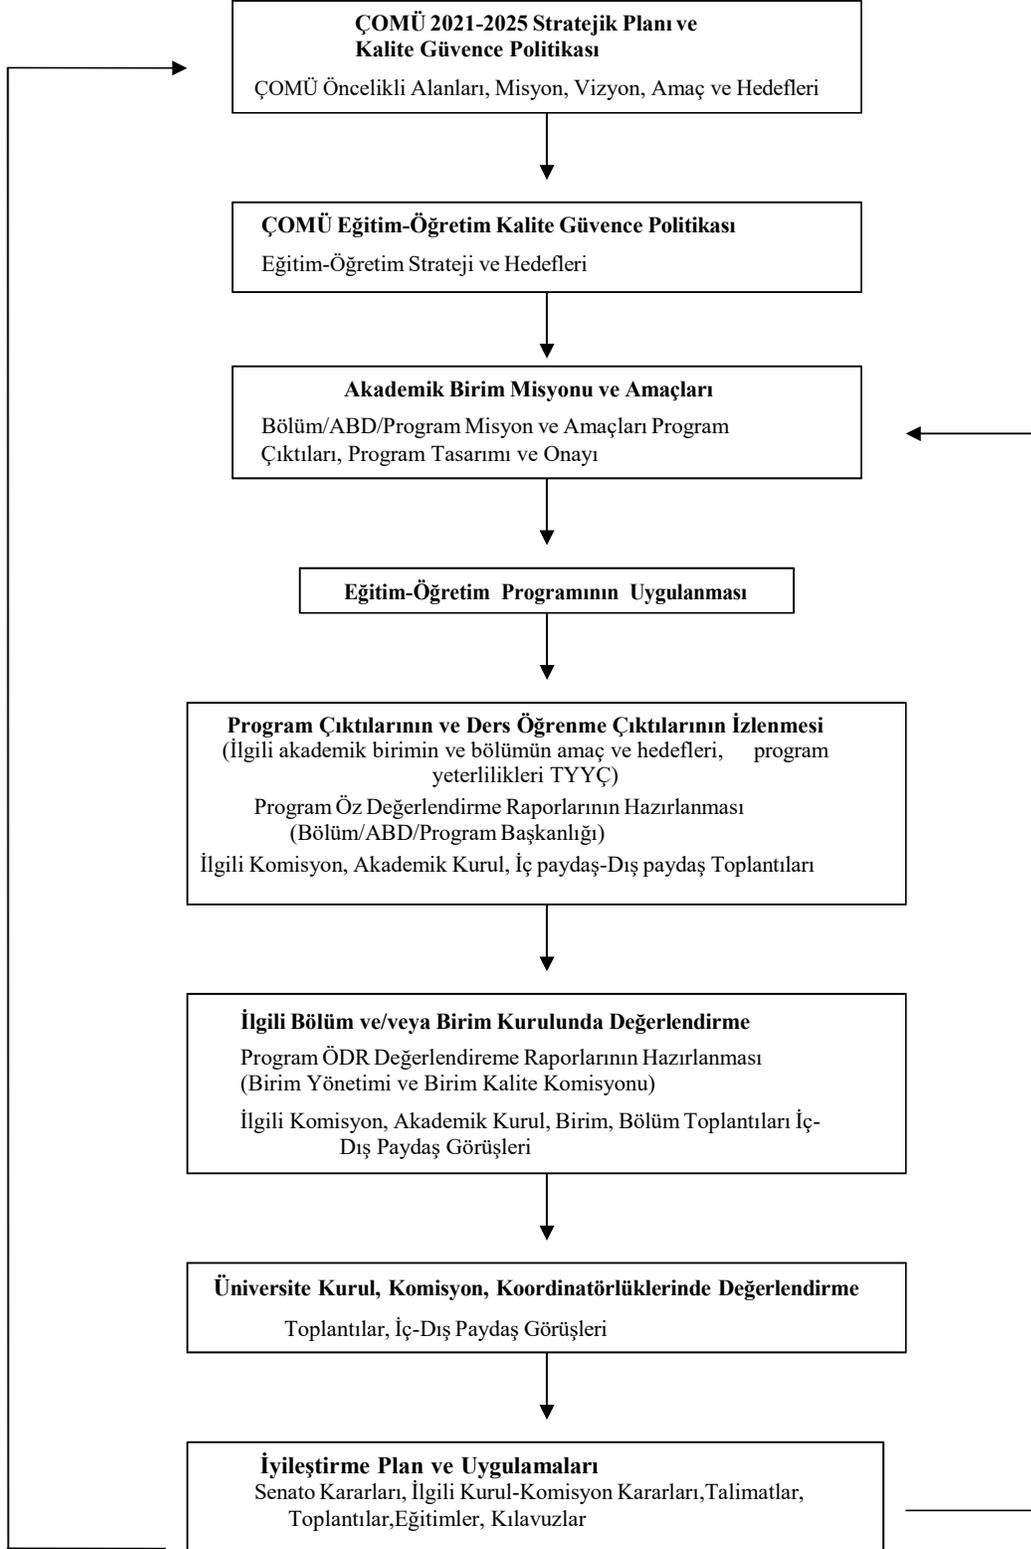 ÇOMÜ 2021-2025 Stratejik Planı ve
Kalite Güvence Politikası
ÇOMÜ Öncelikli Alanları, Misyon, Vizyon, Amaç ve Hedefleri
ÇOMÜ Eğitim-Öğretim Kalite Güvence Politikası
Eğitim-Öğretim Strateji ve Hedefleri
Akademik Birim Misyonu ve Amaçları
Bölüm/ABD/Program Misyon ve Amaçları Program
Çıktıları, Program Tasarımı ve Onayı
Eğitim-Öğretim Programının Uygulanması
Program Çıktılarının ve Ders Öğrenme Çıktılarının İzlenmesi
(İlgili akademik birimin ve bölümün amaç ve hedefleri, program
yeterlilikleri TYYÇ)
Program Öz Değerlendirme Raporlarının Hazırlanması
(Bölüm/ABD/Program Başkanlığı)
İlgili Komisyon, Akademik Kurul, İç paydaş-Dış paydaş Toplantıları
İlgili Bölüm ve/veya Birim Kurulunda Değerlendirme
Program ÖDR Değerlendireme Raporlarının Hazırlanması
(Birim Yönetimi ve Birim Kalite Komisyonu)
İlgili Komisyon, Akademik Kurul, Birim, Bölüm Toplantıları İç-
Dış Paydaş Görüşleri
Üniversite Kurul, Komisyon, Koordinatörlüklerinde Değerlendirme
Toplantılar, İç-Dış Paydaş Görüşleri
İyileştirme Plan ve Uygulamaları
Senato Kararları, İlgili Kurul-Komisyon Kararları,Talimatlar,
Toplantılar,Eğitimler, Kılavuzlar